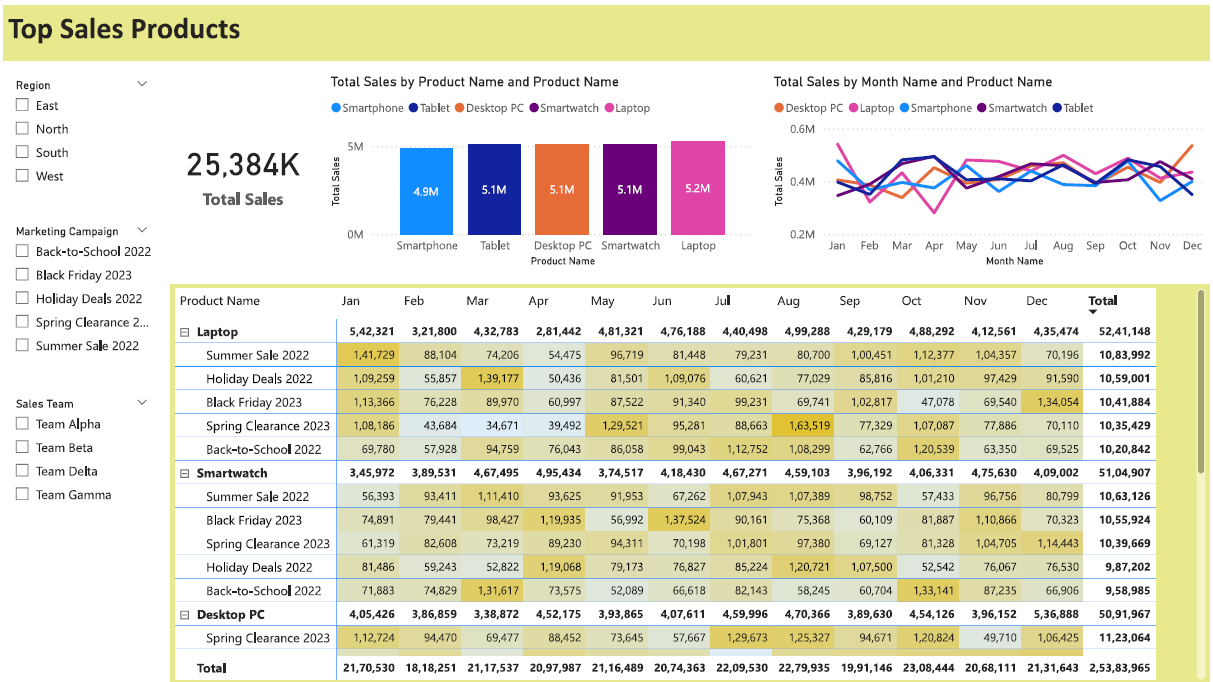 Top Sales Products
Region
East
North
South
West
Marketing Campaign
Back-to-School 2022
Black Friday 2023
Holiday Deals 2022
Spring Clearance 2...
Summer Sale 2022
Sales Team
Team Alpha
Team Beta
Team Delta
Team Gamma
25,384K
Total Sales
Total Sales by Product Name and Product Name
Smartphone Tablet Desktop PC Smartwatch Laptop
Total Sales
5M
0M
4.9M 5.1M 5.1M 5.1M 5.2M
Smartphone Tablet Desktop PC Smartwatch Laptop
Product Name
Total Sales by Month Name and Product Name
Desktop PC Laptop Smartphone Smartwatch Tablet
Total Sales
0.6M
0.4M
0.2M
Jan Feb Mar Apr May Jun Jul Aug Sep Oct Nov Dec
Month Name
Product Name Jan Feb Mar Apr May Jun Jul Aug Sep Oct Nov Dec Total
Laptop 5,42,321 3,21,800 4,32,783 2,81,442 4,81,321 4,76,188 4,40,498 4,99,288 4,29,179 4,88,292 4,12,561 4,35,474 52,41,148
Summer Sale 2022 1,41,729 88,104 74,206 54,475 96,719 81,448 79,231 80,700 1,00,451 1,12,377 1,04,357 70,196 10,83,992
Holiday Deals 2022 1,09,259 55,857 1,39,177 50,436 81,501 1,09,076 60,621 77,029 85,816 1,01,210 97,429 91,590 10,59,001
Black Friday 2023 1,13,366 76,228 89,970 60,997 87,522 91,340 99,231 69,741 1,02,817 47,078 69,540 1,34,054 10,41,884
Spring Clearance 2023 1,08,186 43,684 34,671 39,492 1,29,521 95,281 88,663 1,63,519 77,329 1,07,087 77,886 70,110 10,35,429
Back-to-School 2022 69,780 57,928 94,759 76,043 86,058 99,043 1,12,752 1,08,299 62,766 1,20,539 63,350 69,525 10,20,842
Smartwatch 3,45,972 3,89,531 4,67,495 4,95,434 3,74,517 4,18,430 4,67,271 4,59,103 3,96,192 4,06,331 4,75,630 4,09,002 51,04,907
Summer Sale 2022 56,393 93,411 1,11,410 93,625 91,953 67,262 1,07,943 1,07,389 98,752 57,433 96,756 80,799 10,63,126
Black Friday 2023 74,891 79,441 98,427 1,19,935 56,992 1,37,524 90,161 75,368 60,109 81,887 1,10,866 70,323 10,55,924
Spring Clearance 2023 61,319 82,608 73,219 89,230 94,311 70,198 1,01,801 97,380 69,127 81,328 1,04,705 1,14,443 10,39,669
Holiday Deals 2022 81,486 59,243 52,822 1,19,068 79,173 76,827 85,224 1,20,721 1,07,500 52,542 76,067 76,530 9,87,202
Back-to-School 2022 71,883 74,829 1,31,617 73,575 52,089 66,618 82,143 58,245 60,704 1,33,141 87,235 66,906 9,58,985
Desktop PC 4,05,426 3,86,859 3,38,872 4,52,175 3,93,865 4,07,611 4,59,996 4,70,366 3,89,630 4,54,126 3,96,152 5,36,888 50,91,967
Spring Clearance 2023 1,12,724 94,470 69,477 88,452 73,645 57,667 1,29,673 1,25,327 94,671 1,20,824 49,710 1,06,425 11,23,064
Total 21,70,530 18,18,251 21,17,537 20,97,987 21,16,489 20,74,363 22,09,530 22,79,935 19,91,146 23,08,444 20,68,111 21,31,643 2,53,83,965